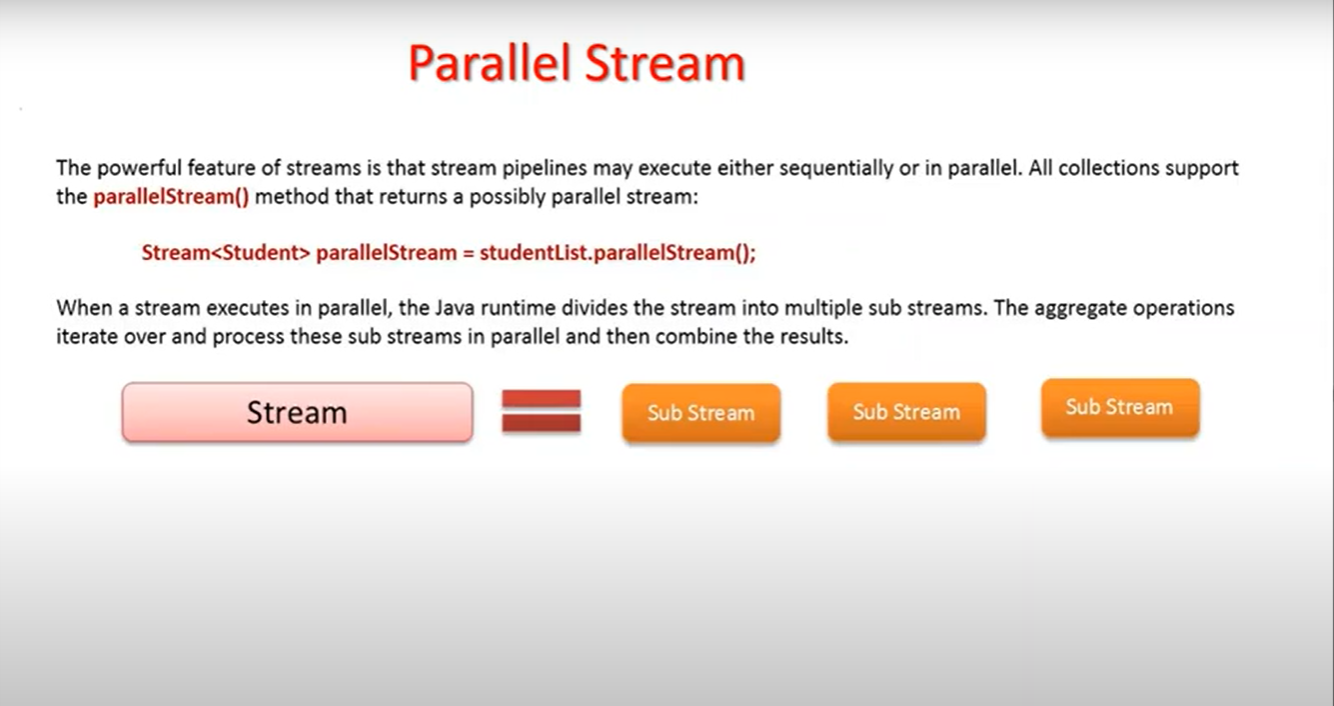 Parallel Stream
The powerful feature of streams is that stream pipelines may execute either sequentially or in parallel. All collections support
the parallelStream() method that returns a possibly parallel stream:
Stream<Student> parallelStream = studentList.parallelStream();
When a stream executes in parallel, the Java runtime divides the stream into multiple sub streams. The aggregate operations
iterate over and process these sub streams in parallel and then combine the results.
Stream
Sub Stream
Sub Stream
Sub Stream